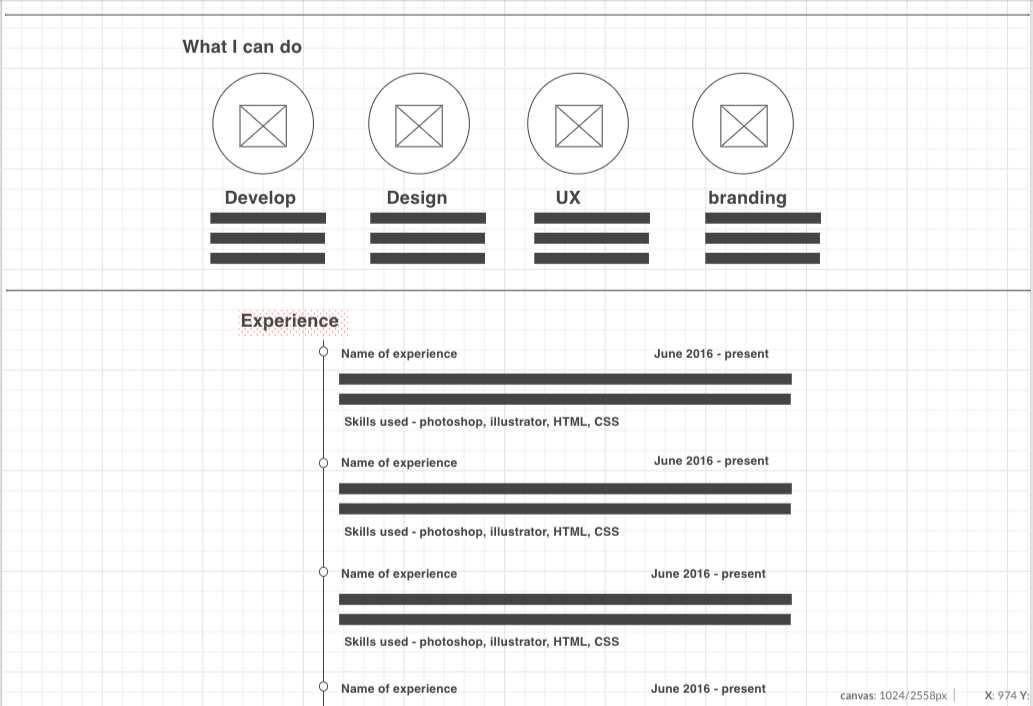 What I can do
Develop Design UX branding
Experience
Name of experience June 2016 - present
Skills used - photoshop, illustrator, HTML, CSS
Name of experience June 2016 - present
Skills used - photoshop, illustrator, HTML, CSS
Name of experience June 2016 - present
Skills used - photoshop, illustrator, HTML, CSS
Name of experience June 2016 - present
canvas: 1024/2558px X: 974 Y: